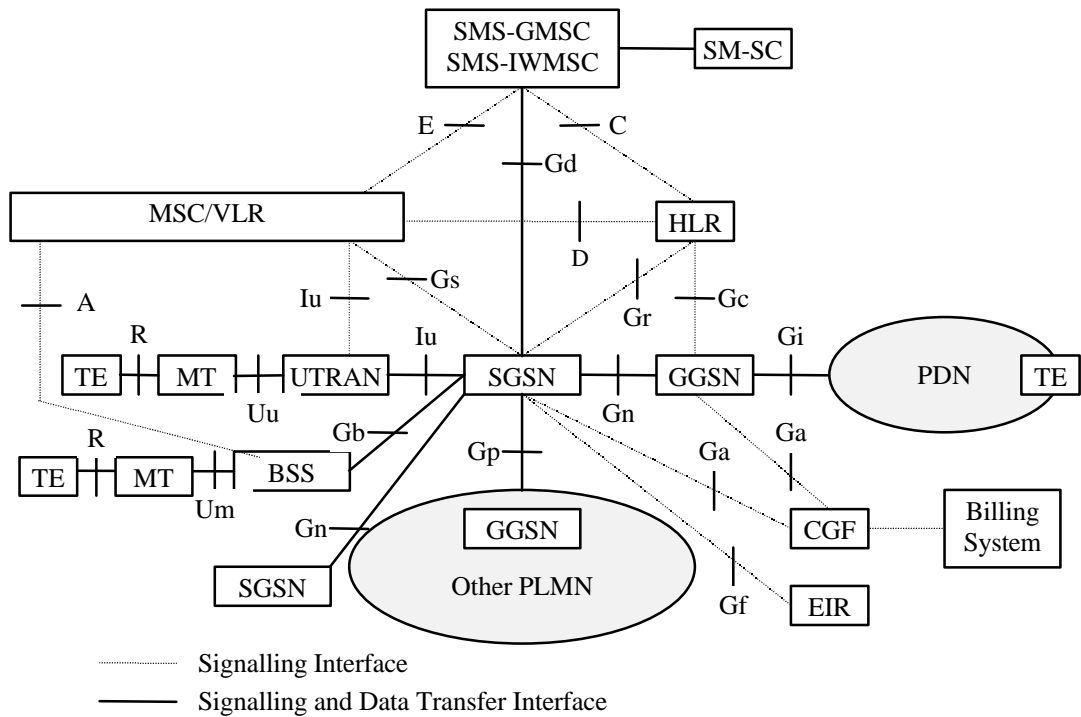 SMS-GMSC
SMS-IWMSC
SM-SC
E
C
Gd
MSC/VLR
HLR
D
Gs
A
Iu
Gr
Gc
R
Iu
Gi
TE
MT
UTRAN
SGSN
GGSN
PDN
TE
Uu
Gn
Gb
R
Gp
Ga
Ga
TE
MT
BSS
Um
Gn
GGSN
CGF
Billing
System
SGSN
Other PLMN
Gf
EIR
Signalling Interface
Signalling and Data Transfer Interface